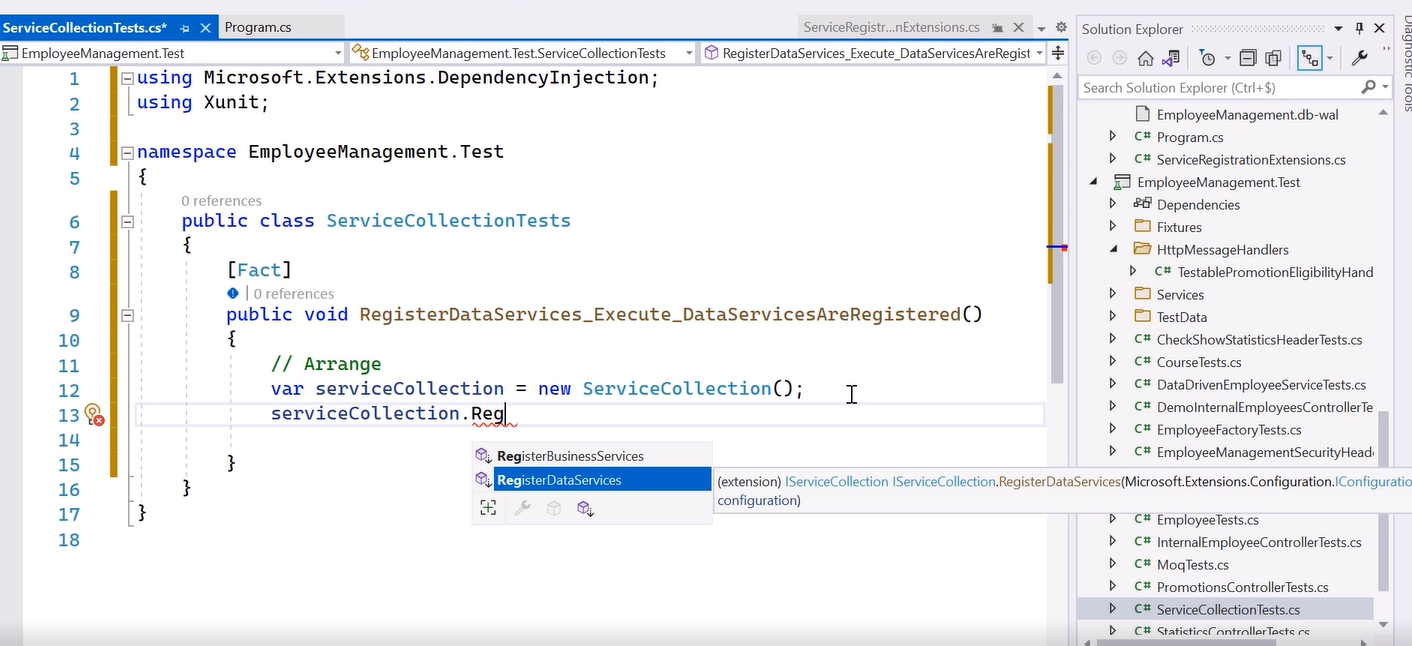 ServiceCollectionTests.cs*
Program.cs
ServiceRegistr...nExtensions.cs
EmployeeManagement.Test
EmployeeManagement.Test.ServiceCollectionTests
RegisterDataServices_Execute_DataServicesAreRegist
1 using Microsoft.Extensions.DependencyInjection;
2 using Xunit;
3
4 namespace EmployeeManagement.Test
5 {
0 references
6 public class ServiceCollectionTests
7 {
8 [Fact]
0 references
9 public void RegisterDataServices_Execute_DataServicesAreRegistered()
10 {
11 // Arrange
12 var serviceCollection = new ServiceCollection();
13 serviceCollection.Reg
14
15 }
16 }
17 }
18
RegisterBusinessServices
RegisterDataServices
(extension) IServiceCollection IServiceCollection.RegisterDataServices(Microsoft.Extensions.Configuration.IConfiguratio
configuration)
Solution Explorer
Search Solution Explorer (Ctrl+$)
EmployeeManagement.db-wal
C# Program.cs
C# ServiceRegistrationExtensions.cs
EmployeeManagement.Test
Dependencies
Fixtures
HttpMessageHandlers
C# TestablePromotionEligibilityHand
Services
TestData
C# CheckShowStatisticsHeaderTests.cs
C# CourseTests.cs
C# DataDrivenEmployeeServiceTests.cs
C# DemoInternalEmployeesControllerTe
C# EmployeeFactoryTests.cs
C# EmployeeManagementSecurityHead
C# EmployeeTests.cs
C# InternalEmployeeControllerTests.cs
C# MoqTests.cs
C# PromotionsControllerTests.cs
C# ServiceCollectionTests.cs
C# StatisticsControllerTests.cs
Diagnostic Tools